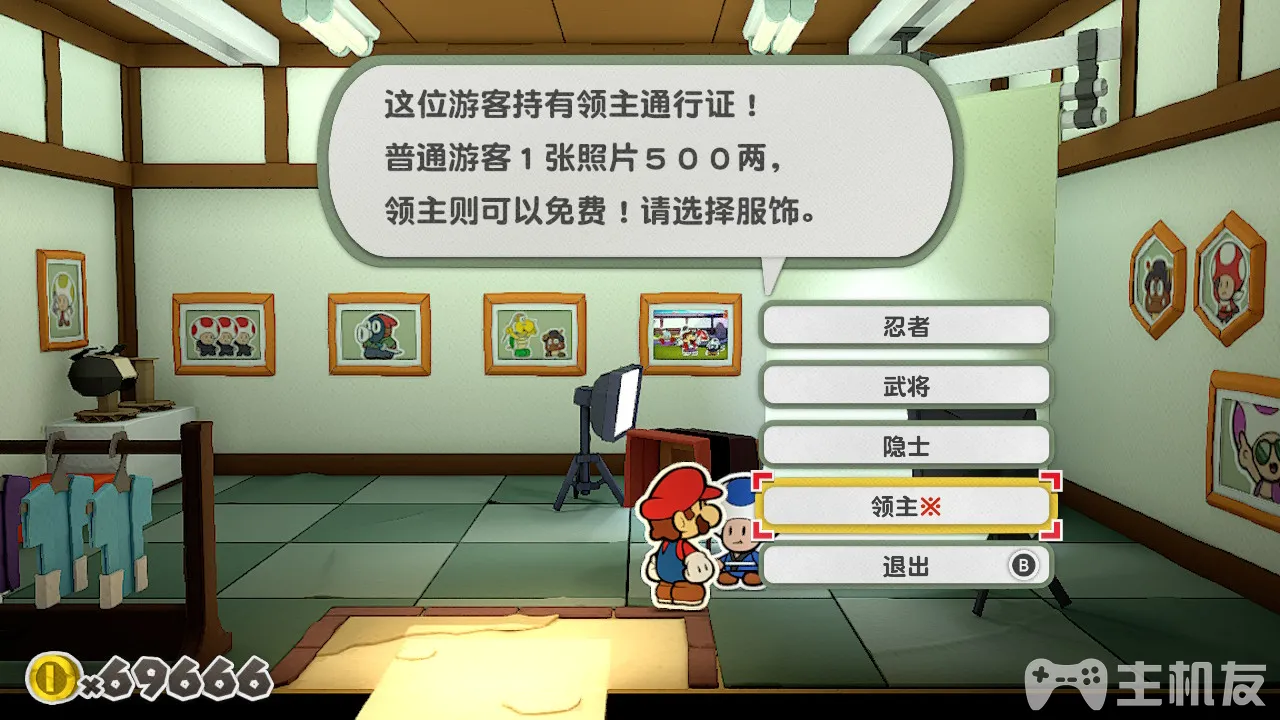 这位游客持有领主通行证！
普通游客1张照片５００两，
领主则可以免费！请选择服饰。
忍者
武将
隐士
领主※
退出 B
×69666
主机友